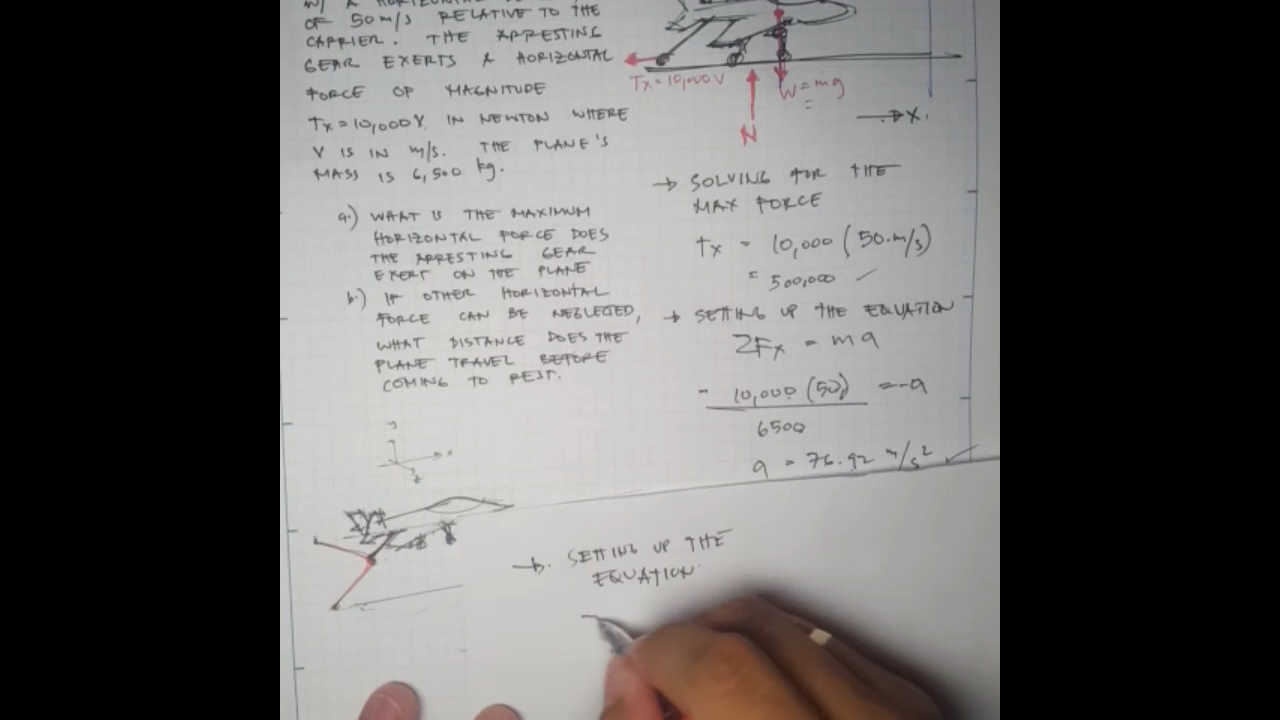 W/ A HORIZONTAL
OF 50 m/s RELATIVE TO THE
CARRIER. THE ARRESTING
GEAR EXERTS A HORIZONTAL
FORCE OF MAGNITUDE
Tx = 10,000 V. IN NEWTON WHERE
V IS IN m/s. THE PLANE'S
MASS IS 6,500 kg.
a.) WHAT IS THE MAXIMUM
HORIZONTAL FORCE DOES
THE ARRESTING GEAR
EXERT ON THE PLANE
b.) IF OTHER HORIZONTAL
FORCE CAN BE NEGLECTED,
WHAT DISTANCE DOES THE
PLANE TRAVEL BEFORE
COMING TO REST.
y
x
z
Tx = 10,000 V
W = mg
N
x.
→ SOLVING FOR THE
MAX FORCE
Tx = 10,000 (50 m/s)
= 500,000
→ SETTING UP THE EQUATION
ΣFx = ma
- 10,000 (50) = -a
6500
a = 76.92 m/s²
→ b. SETTING UP THE
EQUATION.